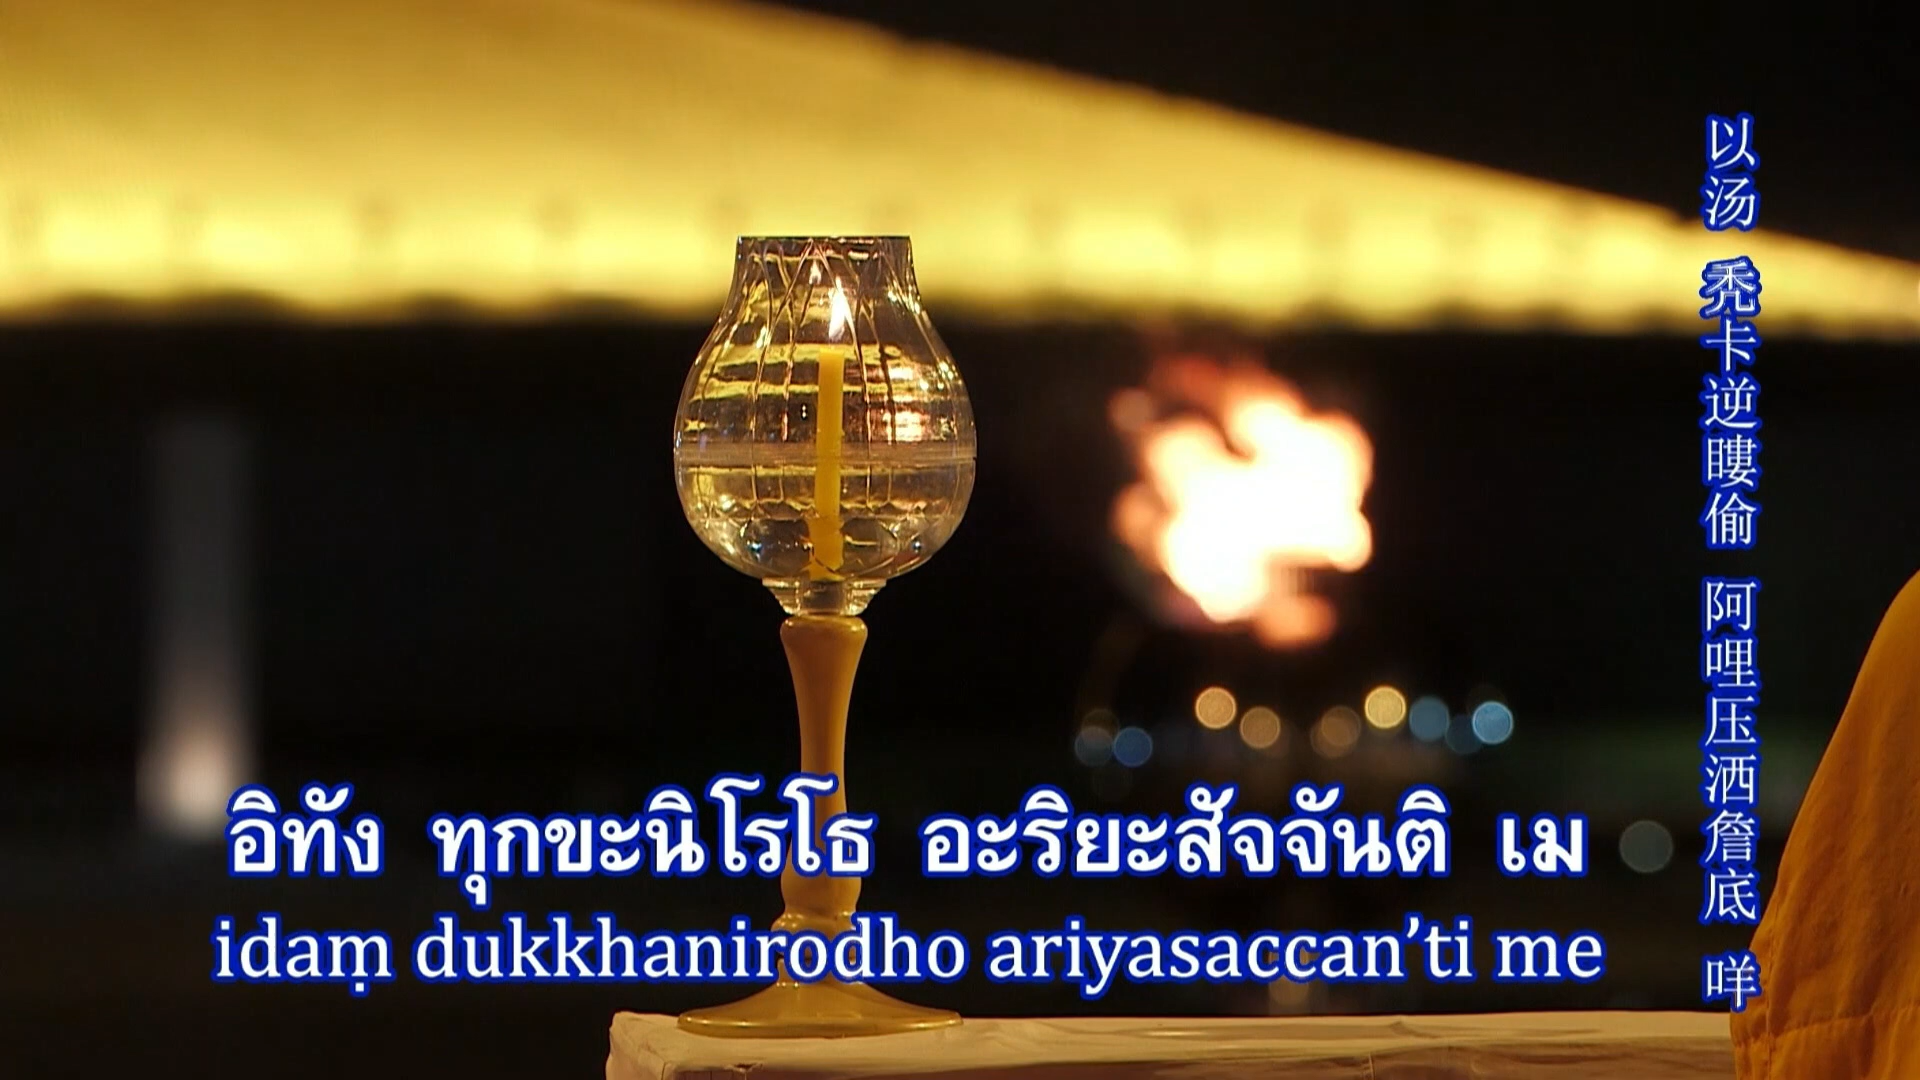 อิทัง ทุกขะนิโรโธ อะริยะสัจจันติ เม
idaṃ dukkhanirodho ariyasaccan’ti me
以汤 秃卡逆瞜偷 阿哩压洒詹底 咩